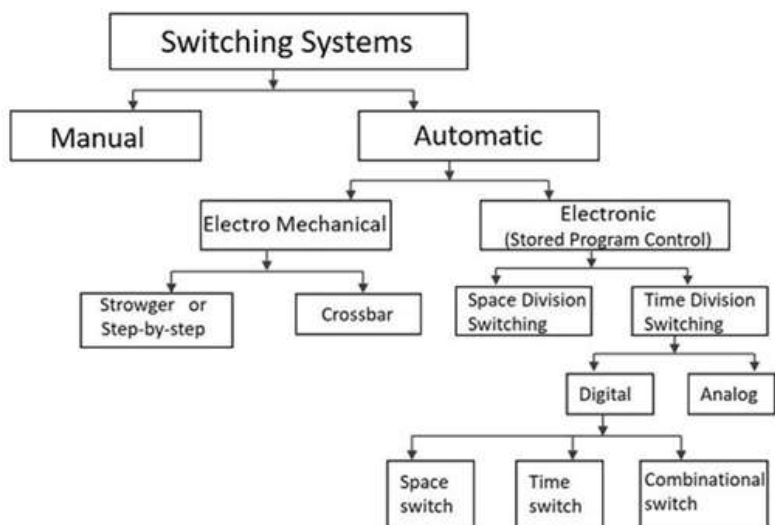 Switching Systems
Manual
Automatic
Electro Mechanical
Electronic
(Stored Program Control)
Strowger or
Step-by-step
Crossbar
Space Division
Switching
Time Division
Switching
Digital
Analog
Space
switch
Time
switch
Combinational
switch